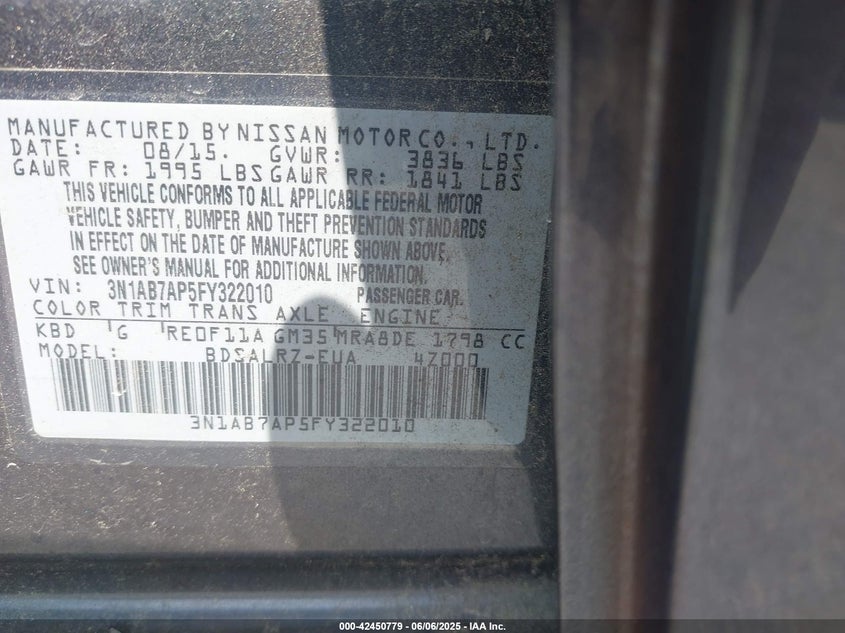 MANUFACTURED BY NISSAN MOTOR CO., LTD.
DATE: 08/15. GVWR: 3836 LBS
GAWR FR: 1995 LBS GAWR RR: 1841 LBS
THIS VEHICLE CONFORMS TO ALL APPLICABLE FEDERAL MOTOR
VEHICLE SAFETY, BUMPER AND THEFT PREVENTION STANDARDS
IN EFFECT ON THE DATE OF MANUFACTURE SHOWN ABOVE.
SEE OWNER'S MANUAL FOR ADDITIONAL INFORMATION.
VIN: 3N1AB7AP5FY322010 PASSENGER CAR.
COLOR TRIM TRANS AXLE ENGINE
KBD G RE0F11A GM35 MRA8DE 1798 CC
MODEL: BDSALRZ-EUA 4Z000
3N1AB7AP5FY322010
000-42450779 - 06/06/2025 - IAA Inc.